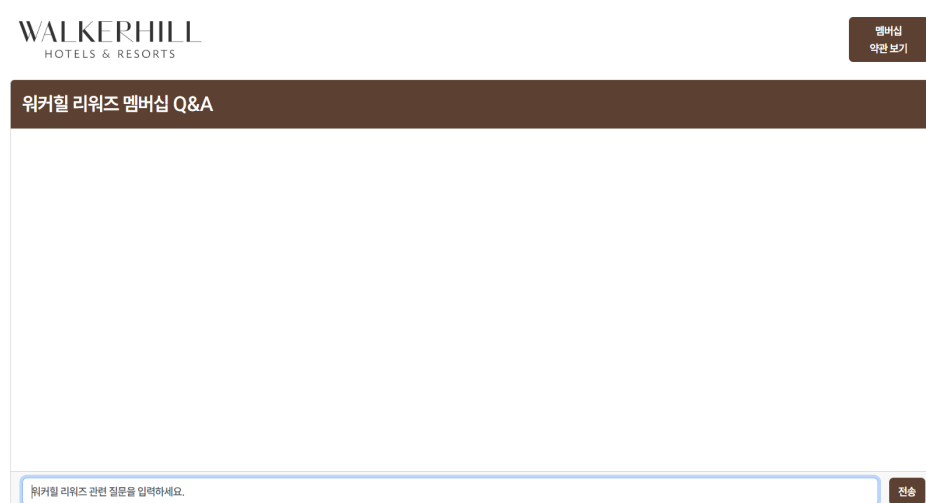 WALKERHILL
HOTELS & RESORTS
멤버십
약관 보기
워커힐 리워즈 멤버십 Q&A
워커힐 리워즈 관련 질문을 입력하세요.
전송